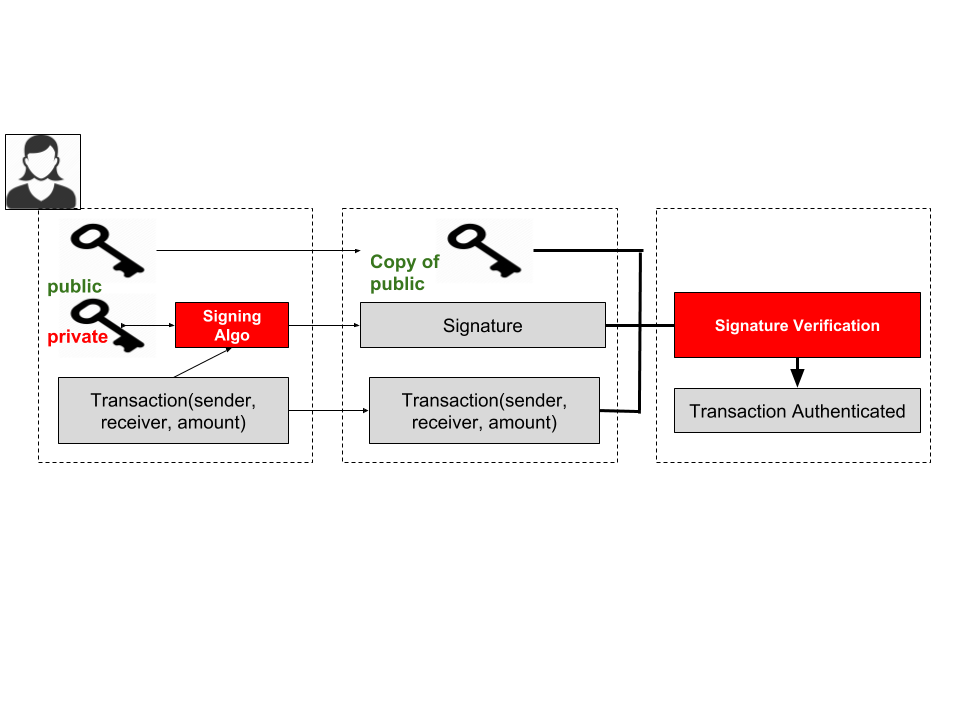 public
private
Signing
Algo
Transaction(sender,
receiver, amount)
Copy of
public
Signature
Transaction(sender,
receiver, amount)
Signature Verification
Transaction Authenticated